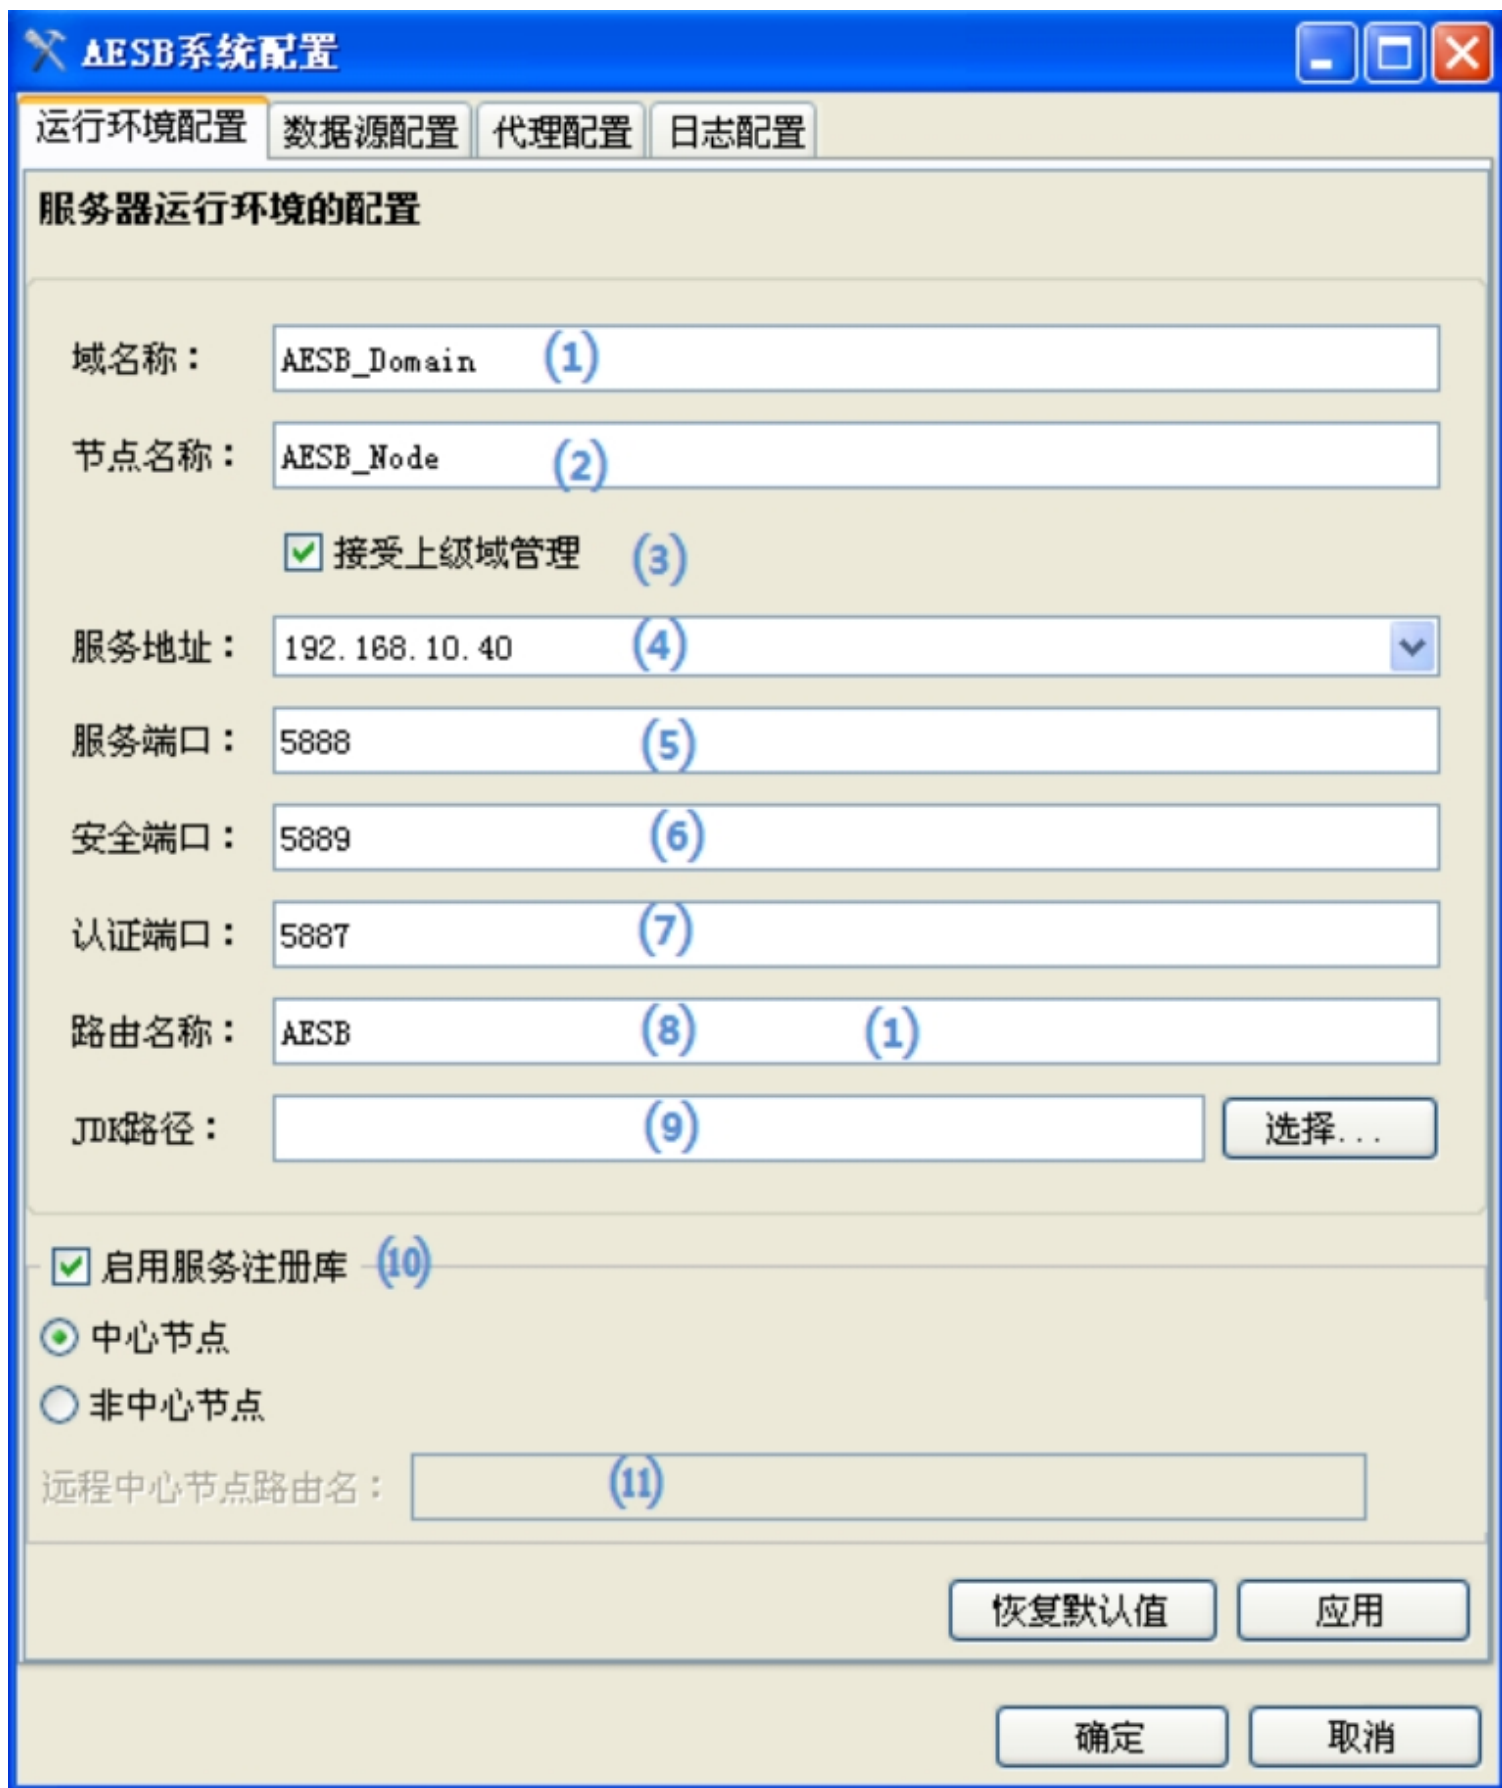 AESB系统配置
运行环境配置 数据源配置 代理配置 日志配置
服务器运行环境的配置
域名称： AESB_Domain (1)
节点名称： AESB_Node (2)
接受上级域管理 (3)
服务地址： 192.168.10.40 (4)
服务端口： 5888 (5)
安全端口： 5889 (6)
认证端口： 5887 (7)
路由名称： AESB (8) (1)
JDK路径： (9) 选择...
启用服务注册库 (10)
中心节点
非中心节点
远程中心节点路由名： (11)
恢复默认值 应用
确定 取消